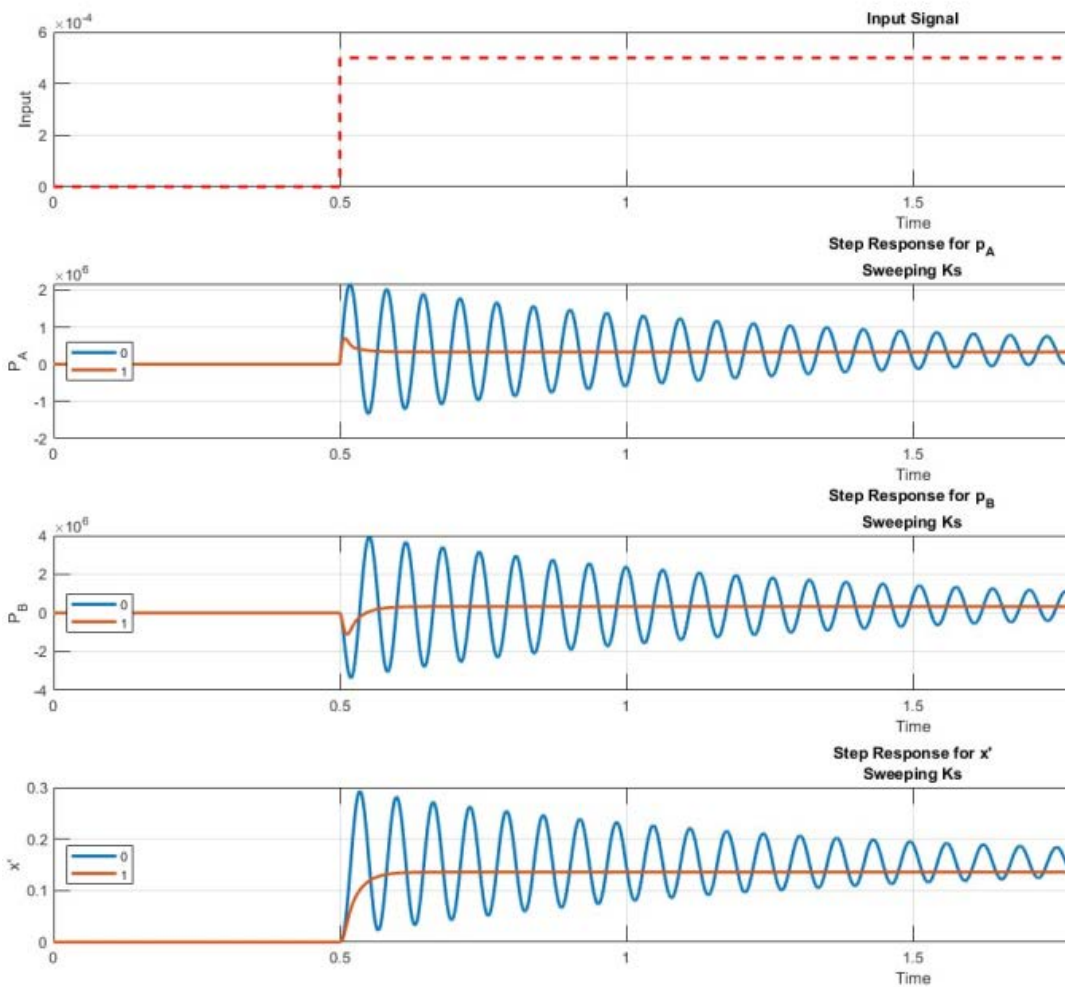 Input Signal
×10-4
6
4
2
0
Input
0 0.5 1 1.5
Time
Step Response for pA
Sweeping Ks
×106
2
1
0
-1
-2
PA
0
1
0 0.5 1 1.5
Time
Step Response for pB
Sweeping Ks
×106
4
2
0
-2
-4
PB
0
1
0 0.5 1 1.5
Time
Step Response for x'
Sweeping Ks
0.3
0.2
0.1
0
x'
0
1
0 0.5 1 1.5
Time